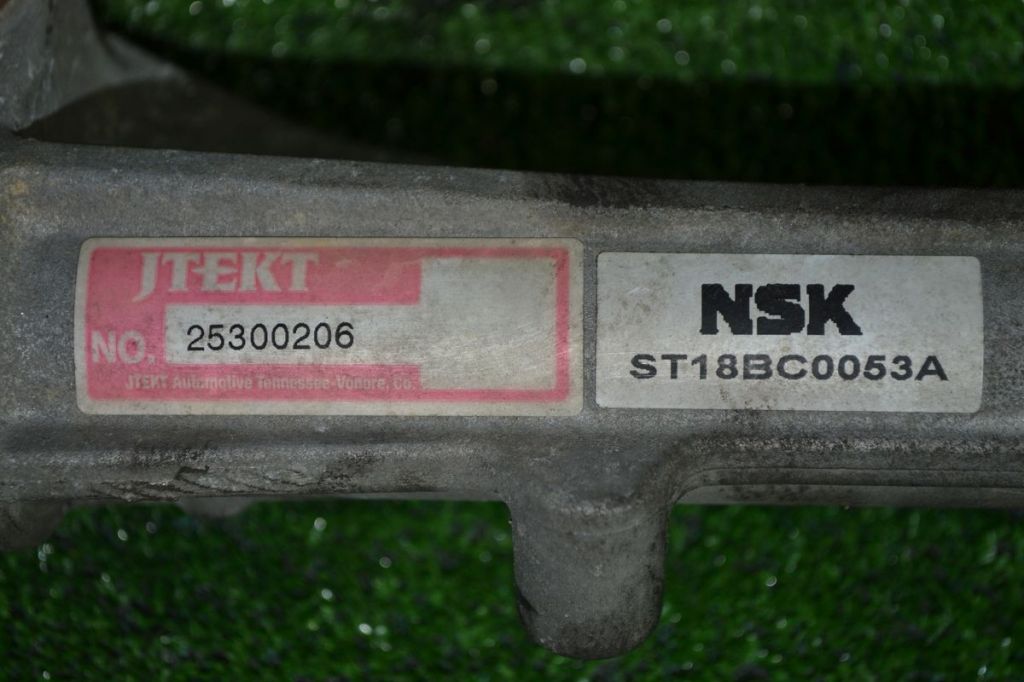 JTEKT
NO. 25300206
JTEKT Automotive Tennessee-Vonore, Co.
NSK
ST18BC0053A